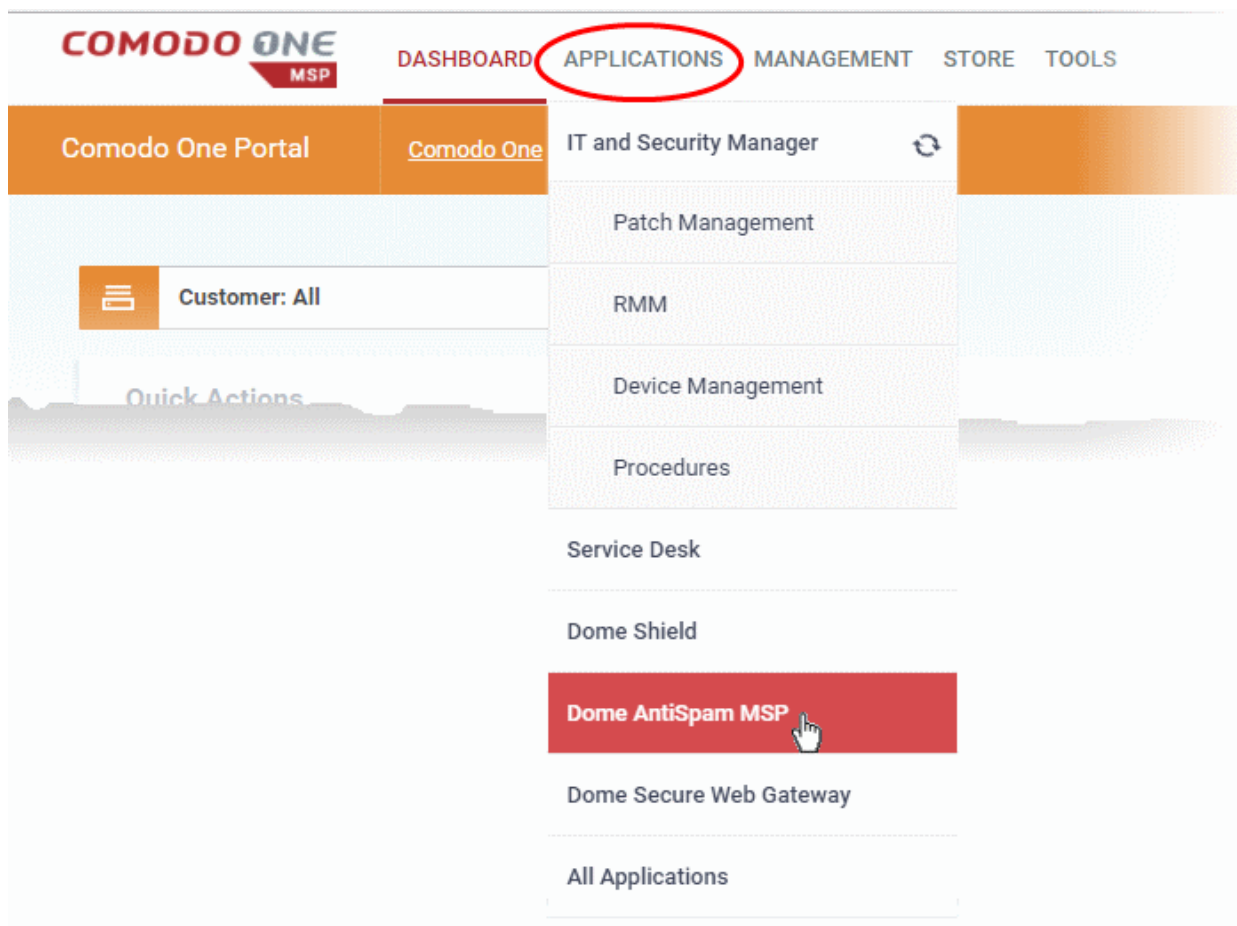 COMODO ONE
MSP
DASHBOARD APPLICATIONS MANAGEMENT STORE TOOLS
Comodo One Portal
Comodo One
IT and Security Manager
Patch Management
Customer: All
RMM
Device Management
Quick Actions
Procedures
Service Desk
Dome Shield
Dome AntiSpam MSP
Dome Secure Web Gateway
All Applications